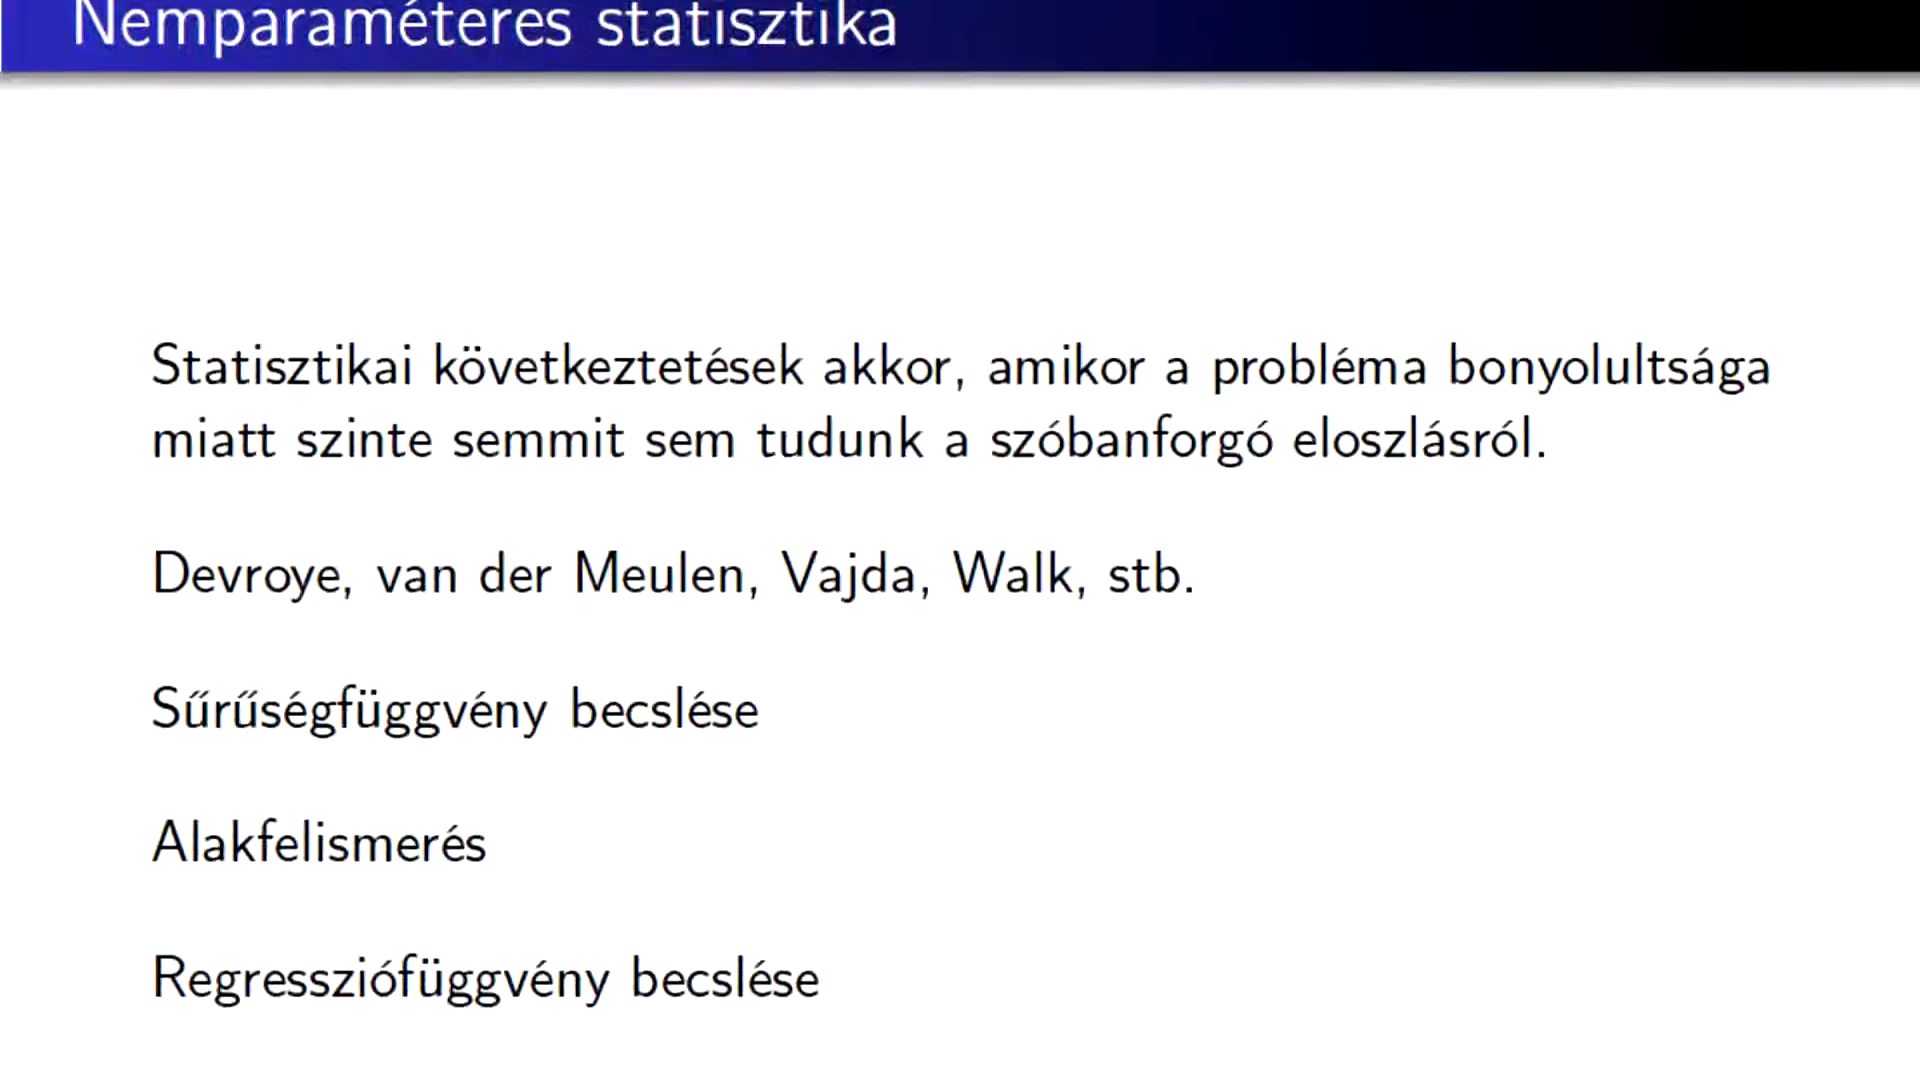 Nemparaméteres statisztika
Statisztikai következtetések akkor, amikor a probléma bonyolultsága
miatt szinte semmit sem tudunk a szóbanforgó eloszlásról.
Devroye, van der Meulen, Vajda, Walk, stb.
Sűrűségfüggvény becslése
Alakfelismerés
Regressziófüggvény becslése